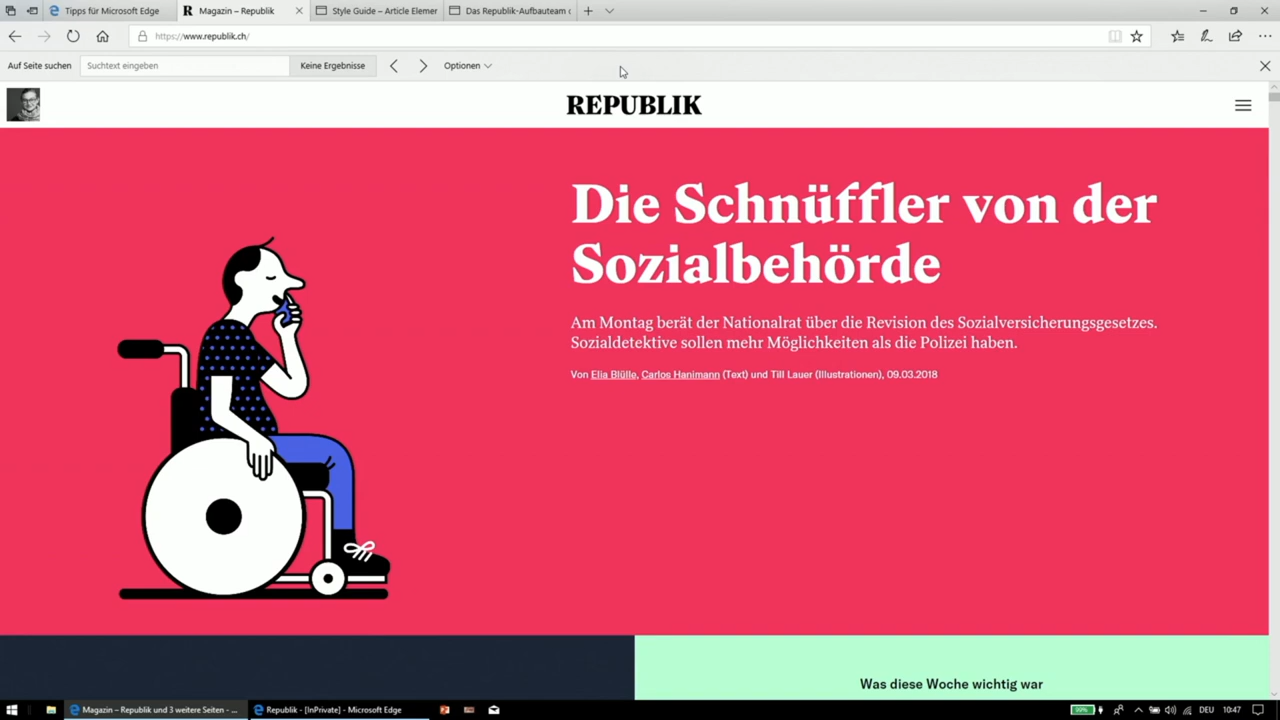 Tipps für Microsoft Edge
R Magazin – Republik
Style Guide – Article Elemer
Das Republik-Aufbauteam c
https://www.republik.ch/
Auf Seite suchen
Suchtext eingeben
Keine Ergebnisse
Optionen
REPUBLIK
Die Schnüffler von der
Sozialbehörde
Am Montag berät der Nationalrat über die Revision des Sozialversicherungsgesetzes.
Sozialdetektive sollen mehr Möglichkeiten als die Polizei haben.
Von Elia Blülle, Carlos Hanimann (Text) und Till Lauer (Illustrationen), 09.03.2018
Was diese Woche wichtig war
Magazin – Republik und 3 weitere Seiten - ...
Republik - [InPrivate] - Microsoft Edge
99%
DEU
10:47